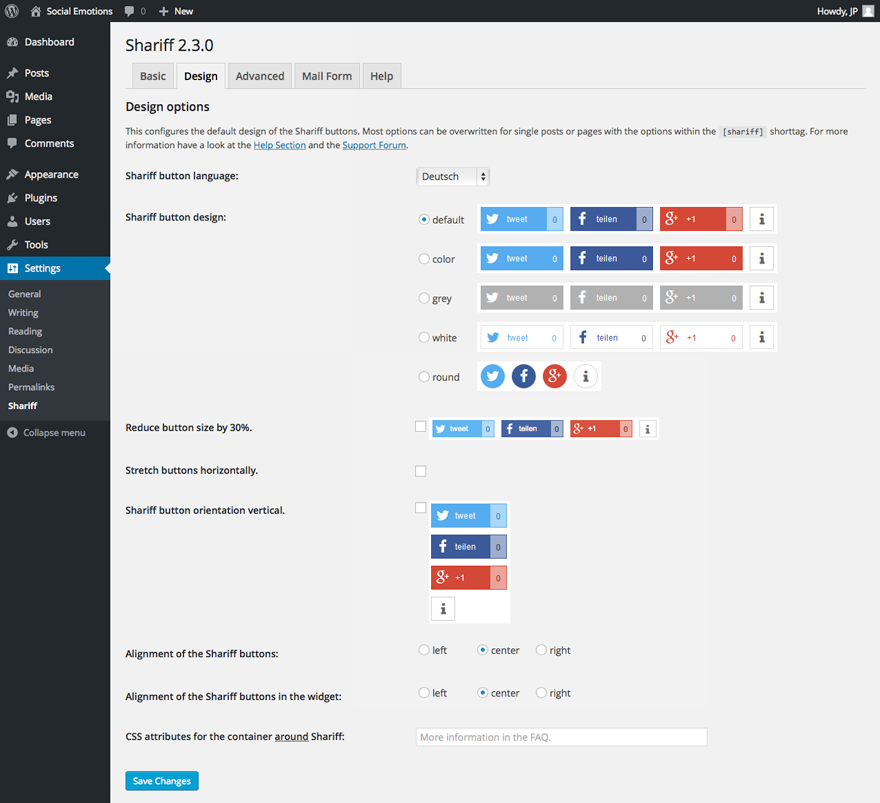 Social Emotions 0 New Howdy, JP
Dashboard
Posts
Media
Pages
Comments
Appearance
Plugins
Users
Tools
Settings
General
Writing
Reading
Discussion
Media
Permalinks
Shariff
Collapse menu
Shariff 2.3.0
Basic Design Advanced Mail Form Help
Design options
This configures the default design of the Shariff buttons. Most options can be overwritten for single posts or pages with the options within the [shariff] shorttag. For more
information have a look at the Help Section and the Support Forum.
Shariff button language: Deutsch
Shariff button design:
default tweet 0 teilen 0 g+ +1 0 i
color tweet 0 teilen 0 g+ +1 0 i
grey tweet 0 teilen 0 g+ +1 0 i
white tweet 0 teilen 0 g+ +1 0 i
round g+ i
Reduce button size by 30%. tweet 0 teilen 0 g+ +1 0 i
Stretch buttons horizontally.
Shariff button orientation vertical.
tweet 0
teilen 0
g+ +1 0
i
Alignment of the Shariff buttons: left center right
Alignment of the Shariff buttons in the widget: left center right
CSS attributes for the container around Shariff: More information in the FAQ.
Save Changes